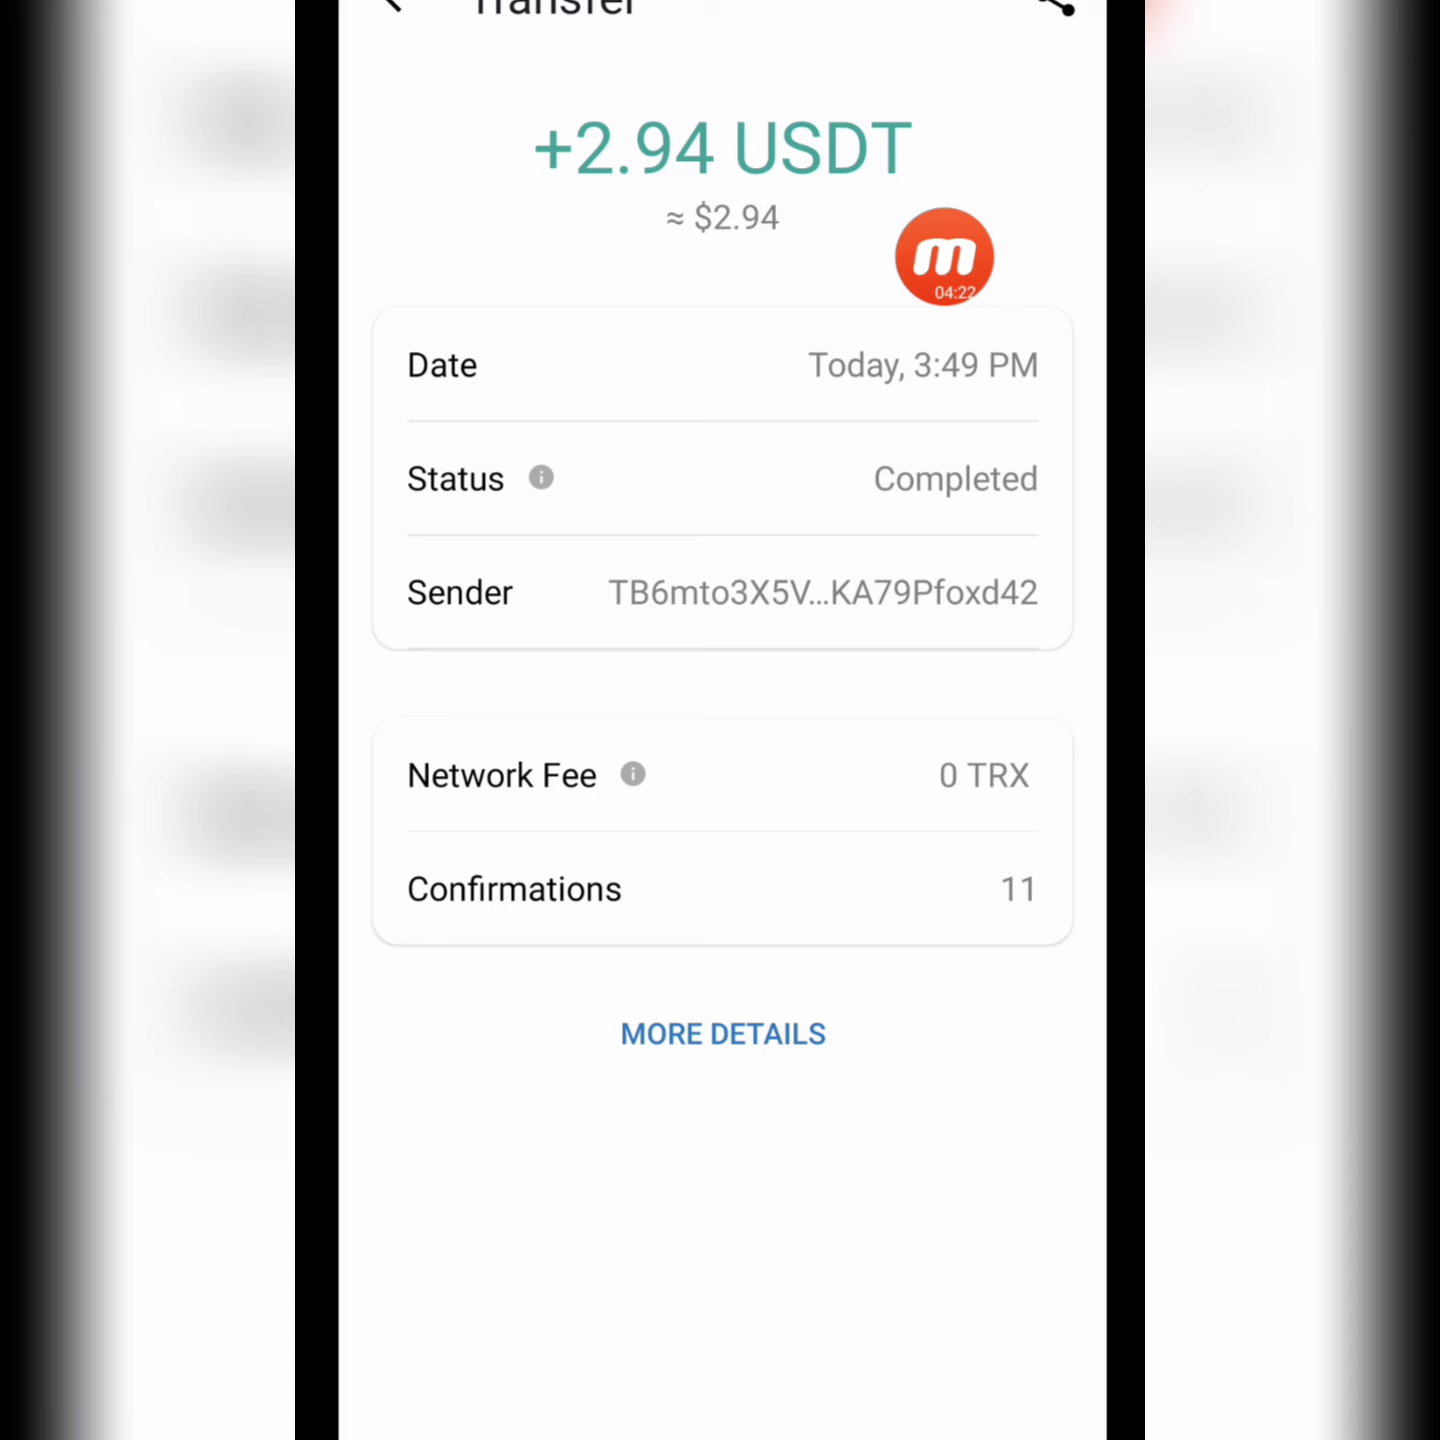 Transfer
+2.94 USDT
≈ $2.94
m
04:22
Date Today, 3:49 PM
Status Completed
Sender TB6mto3X5V...KA79Pfoxd42
Network Fee 0 TRX
Confirmations 11
MORE DETAILS